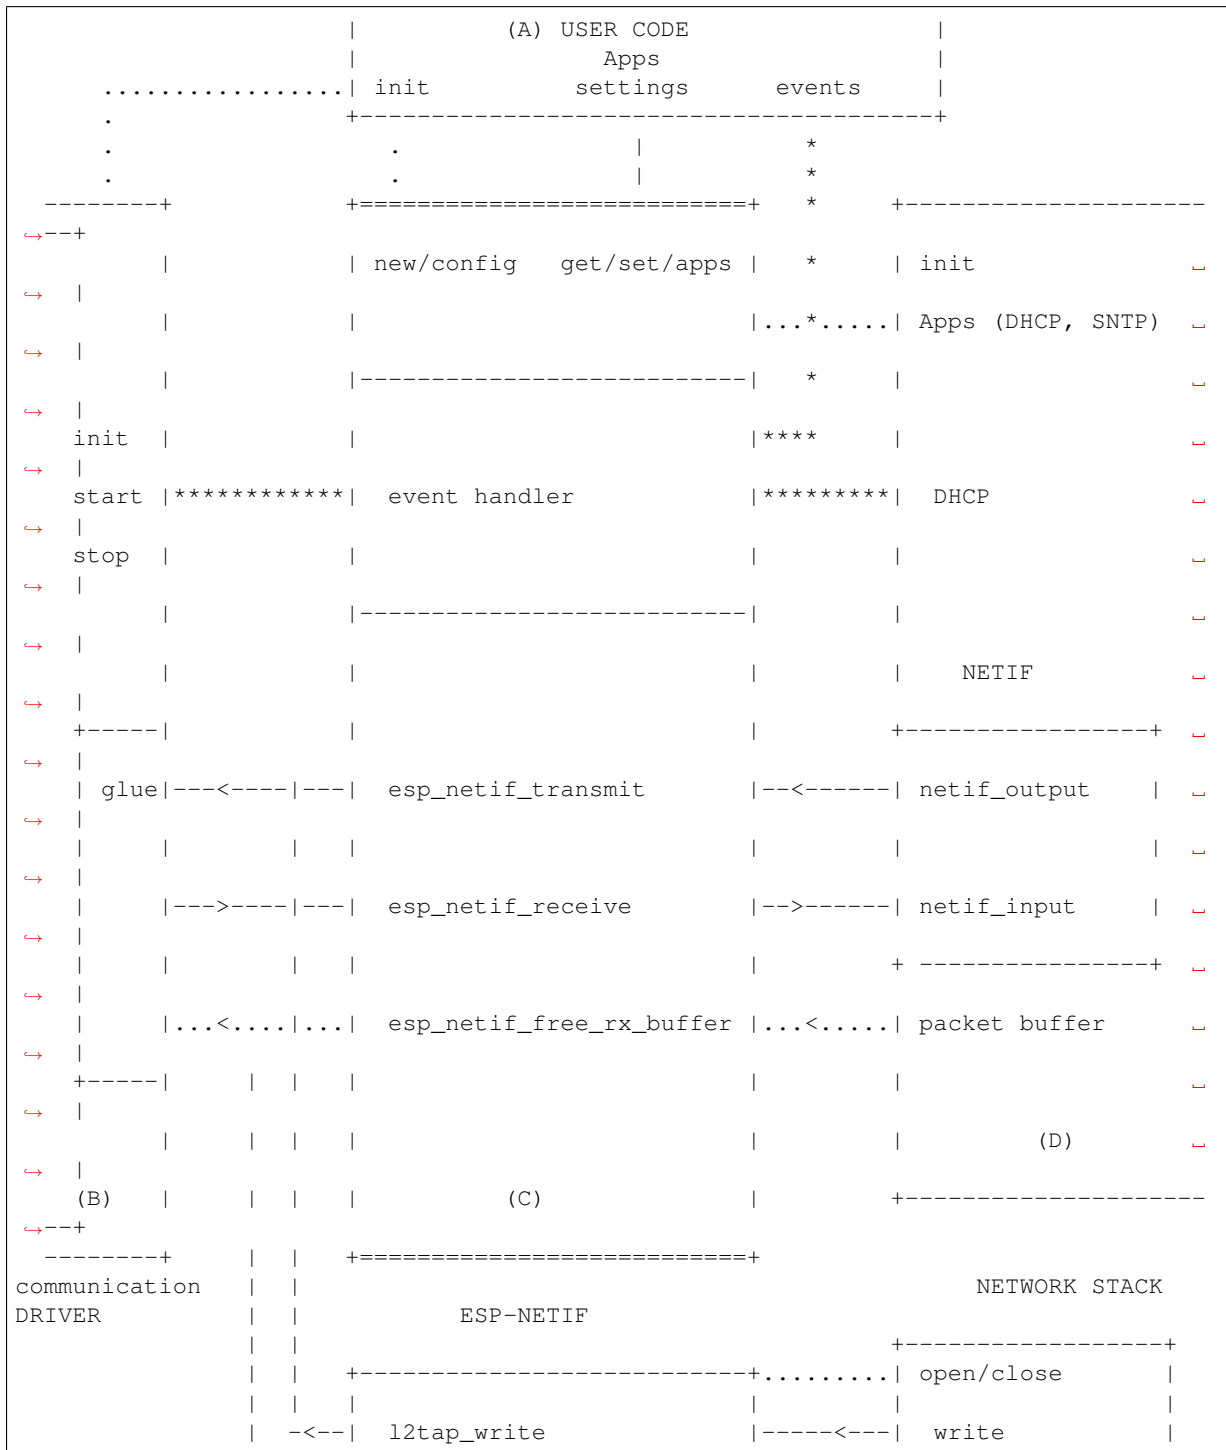 |          (A) USER CODE                 |
                       |                 Apps                   |
      .................| init          settings      events     |
      .                +----------------------------------------+
      .                   .                |           *
      .                   .                |           *
  --------+            +===========================+   *     +---------------------
↪--+
          |            | new/config   get/set/apps |   *     | init                ␣
↪  |
          |            |                           |...*.....| Apps (DHCP, SNTP)   ␣
↪  |
          |            |---------------------------|   *     |                     ␣
↪  |
    init  |            |                           |****     |                     ␣
↪  |
    start |************|  event handler            |*********|  DHCP               ␣
↪  |
    stop  |            |                           |         |                     ␣
↪  |
          |            |---------------------------|         |                     ␣
↪  |
          |            |                           |         |    NETIF            ␣
↪  |
    +-----|            |                           |         +-----------------+   ␣
↪  |
    | glue|---<----|---|  esp_netif_transmit       |--<------| netif_output    |   ␣
↪  |
    |     |        |   |                           |         |                 |   ␣
↪  |
    |     |--->----|---|  esp_netif_receive        |-->------| netif_input     |   ␣
↪  |
    |     |        |   |                           |         + ----------------+   ␣
↪  |
    |     |...<....|...|  esp_netif_free_rx_buffer |...<.....| packet buffer       ␣
↪  |
    +-----|     |  |   |                           |         |                     ␣
↪  |
          |     |  |   |                           |         |         (D)         ␣
↪  |
    (B)   |     |  |   |          (C)              |         +---------------------
↪--+
  --------+     |  |   +===========================+
communication   |  |                                               NETWORK STACK
DRIVER          |  |           ESP-NETIF
                |  |                                         +------------------+
                |  |   +---------------------------+.........| open/close       |
                |  |   |                           |         |                  |
                |  -<--|  l2tap_write              |-----<---|  write           |